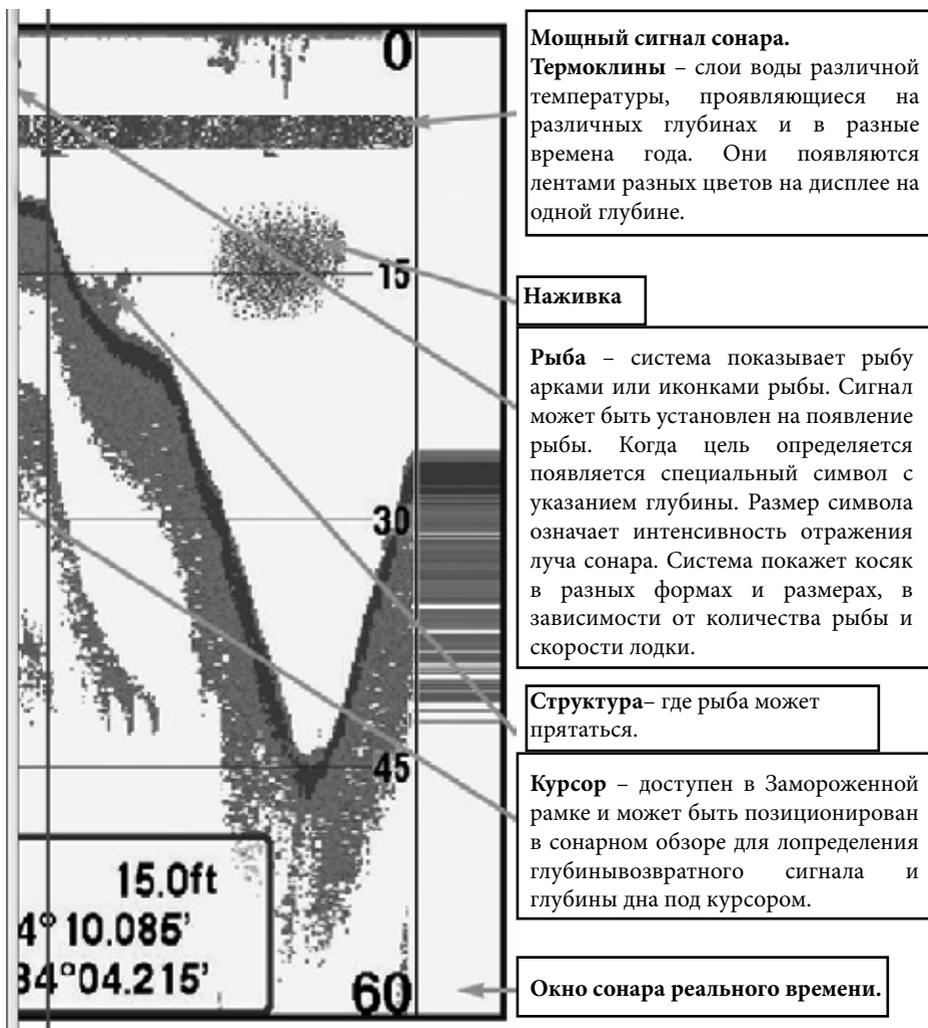 0
15
30
45
60
15.0ft
4° 10.085'
34°04.215'
Мощный сигнал сонара.
Термоклины – слои воды различной
температуры, проявляющиеся на
различных глубинах и в разные
времена года. Они появляются
лентами разных цветов на дисплее на
одной глубине.
Наживка
Рыба – система показывает рыбу
арками или иконками рыбы. Сигнал
может быть установлен на появление
рыбы. Когда цель определяется
появляется специальный символ с
указанием глубины. Размер символа
означает интенсивность отражения
луча сонара. Система покажет косяк
в разных формах и размерах, в
зависимости от количества рыбы и
скорости лодки.
Структура– где рыба может
прятаться.
Курсор – доступен в Замороженной
рамке и может быть позиционирован
в сонарном обзоре для лопределения
глубинывозвратного сигнала и
глубины дна под курсором.
Окно сонара реального времени.